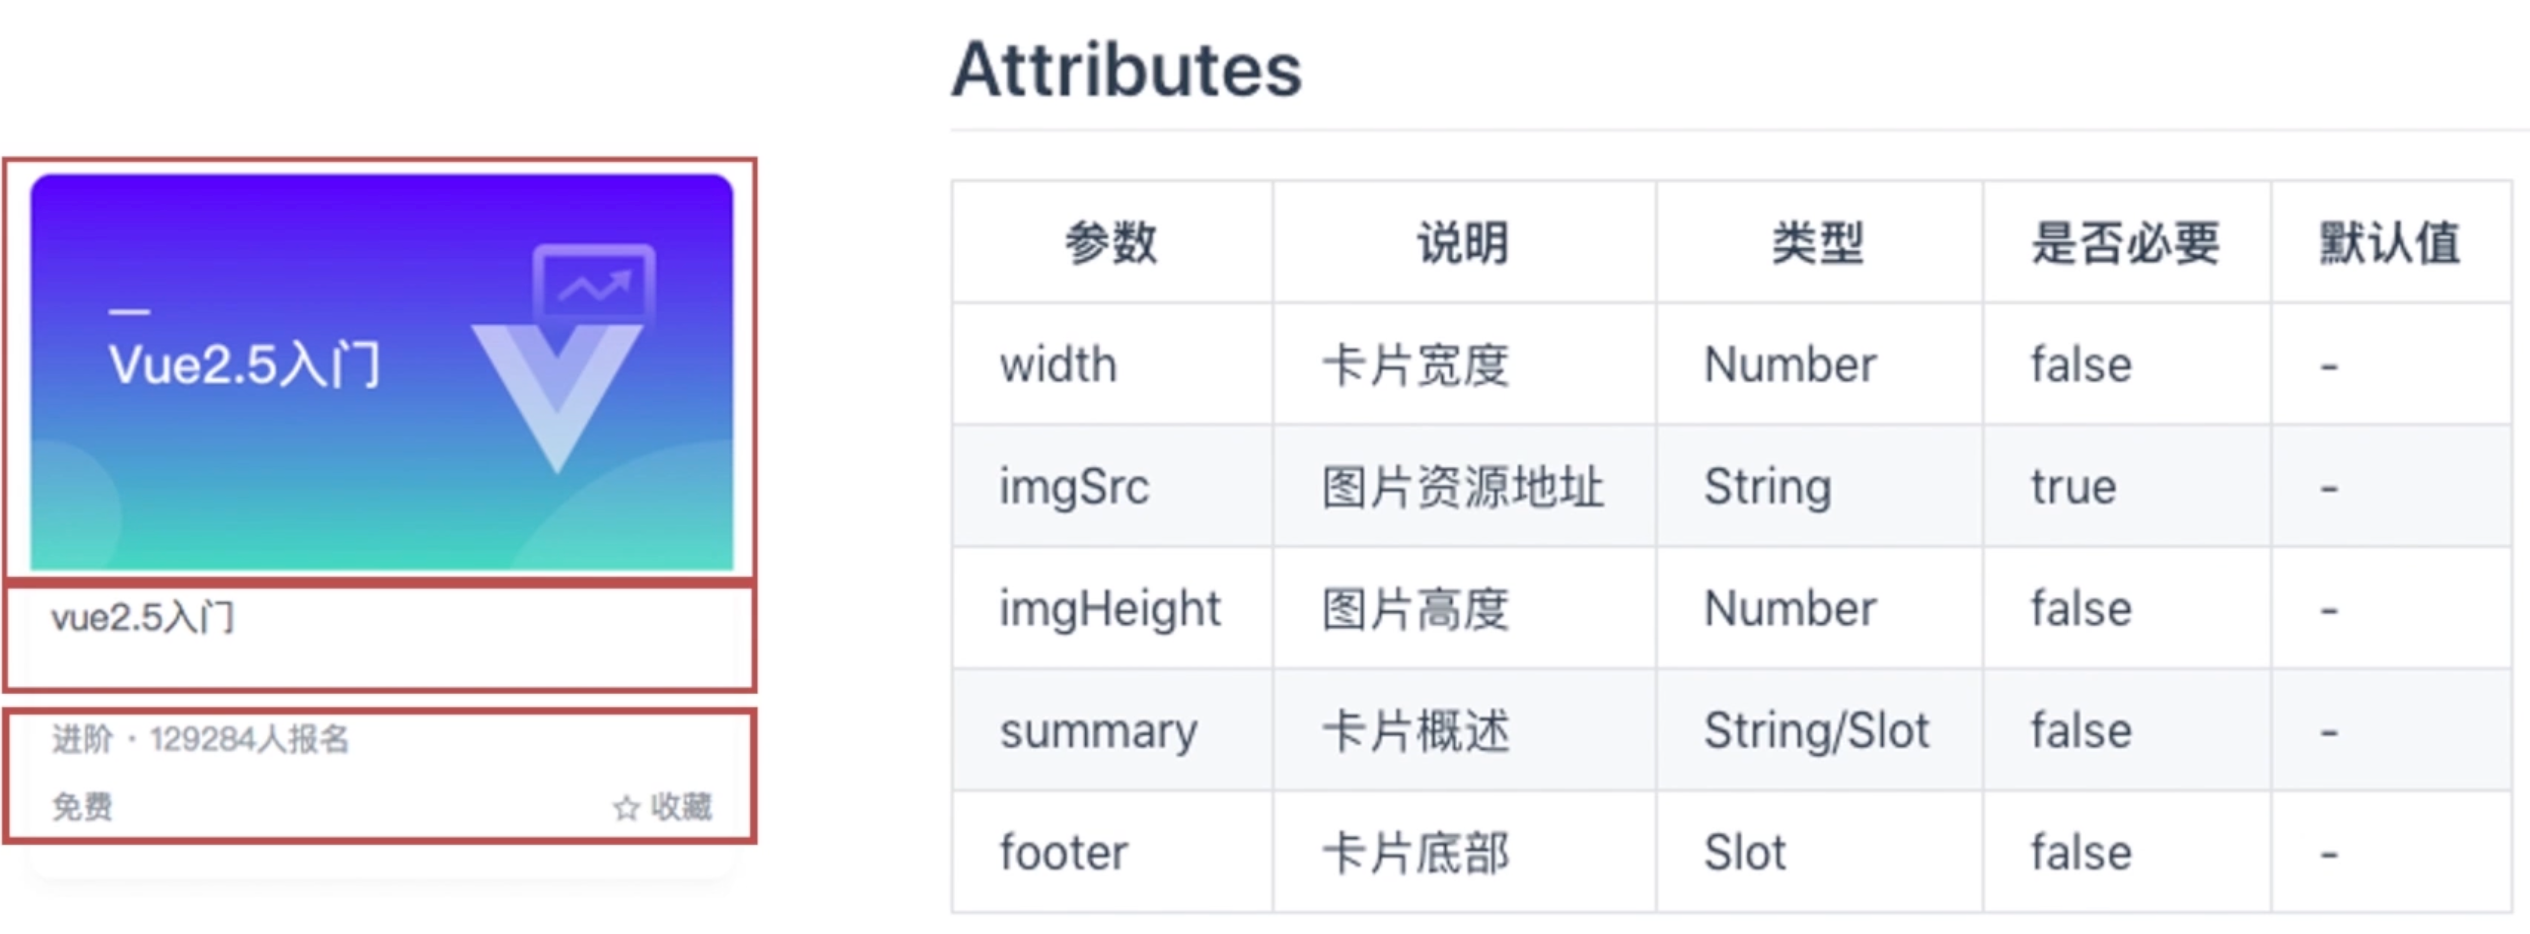 Attributes
Vue2.5入门
vue2.5入门
进阶 · 129284人报名
免费 ☆ 收藏
参数 说明 类型 是否必要 默认值
width 卡片宽度 Number false -
imgSrc 图片资源地址 String true -
imgHeight 图片高度 Number false -
summary 卡片概述 String/Slot false -
footer 卡片底部 Slot false -